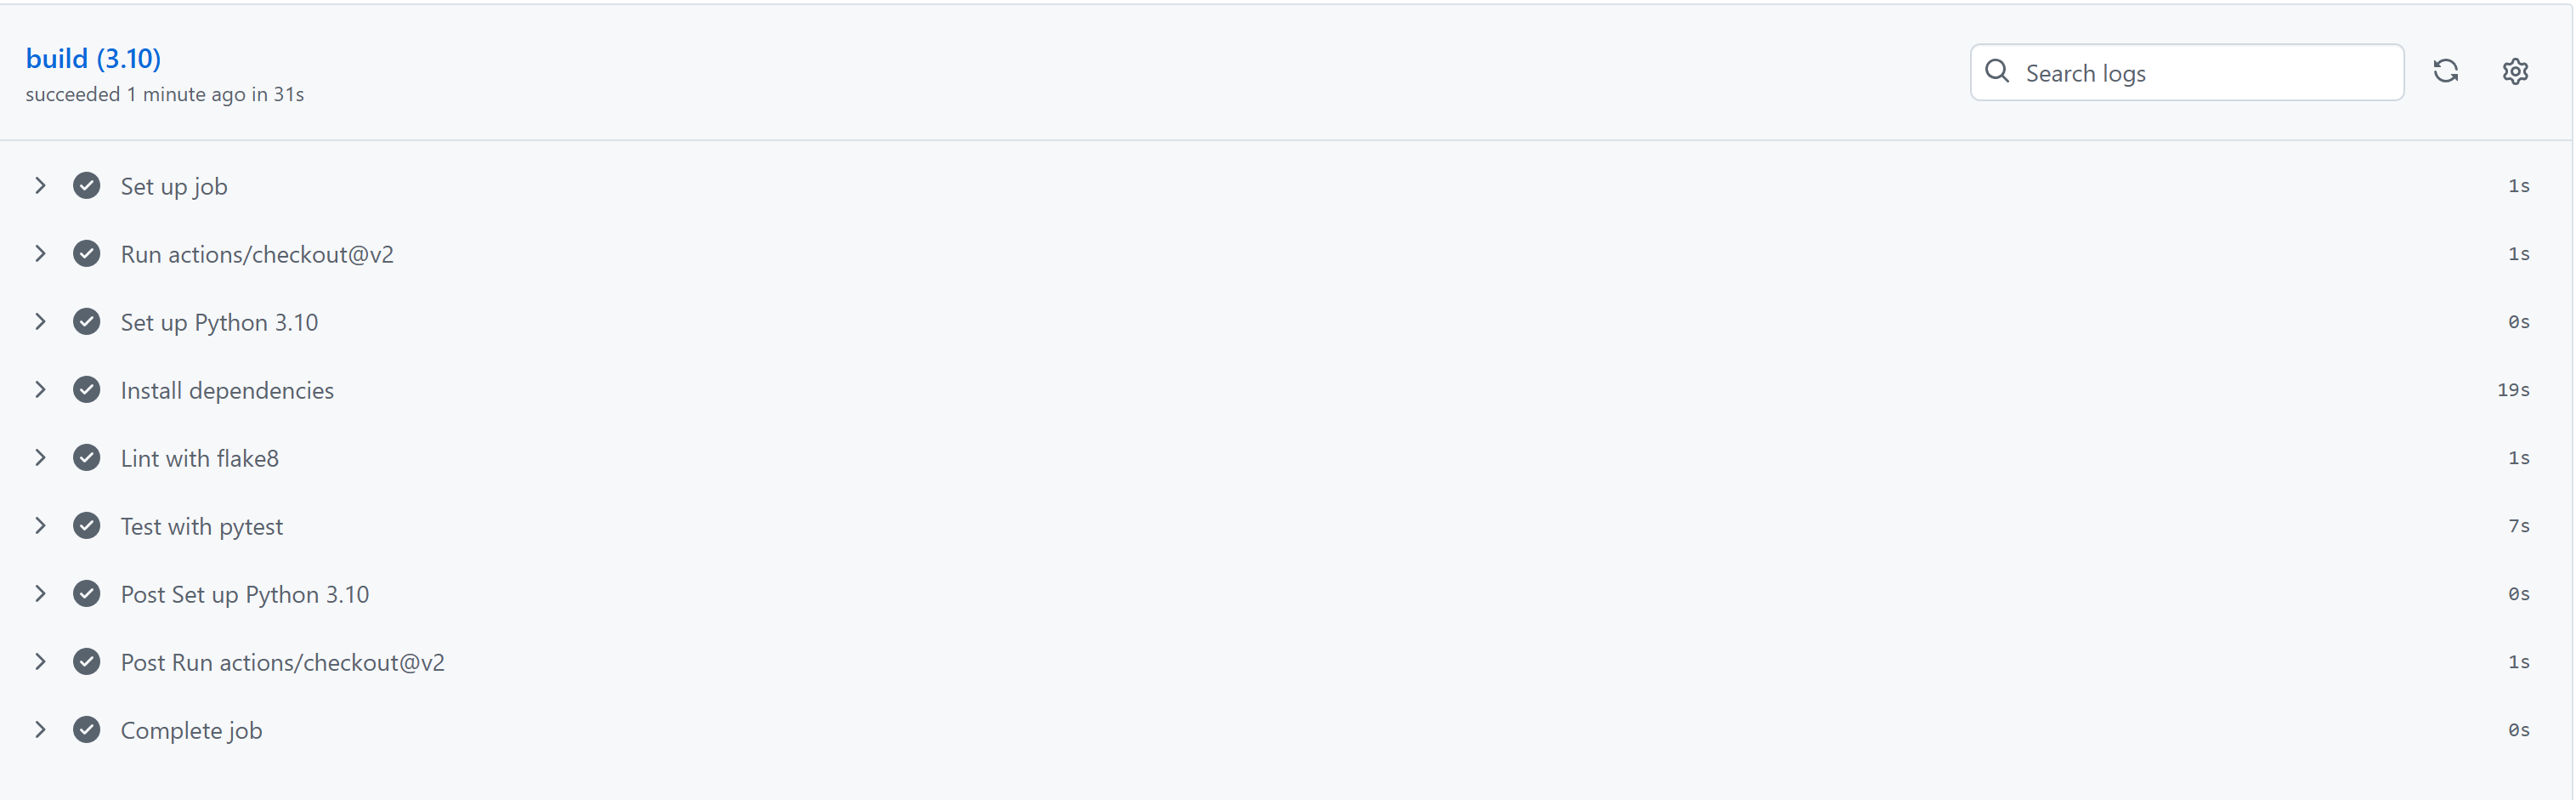 build (3.10)
succeeded 1 minute ago in 31s
Search logs
Set up job 1s
Run actions/checkout@v2 1s
Set up Python 3.10 0s
Install dependencies 19s
Lint with flake8 1s
Test with pytest 7s
Post Set up Python 3.10 0s
Post Run actions/checkout@v2 1s
Complete job 0s